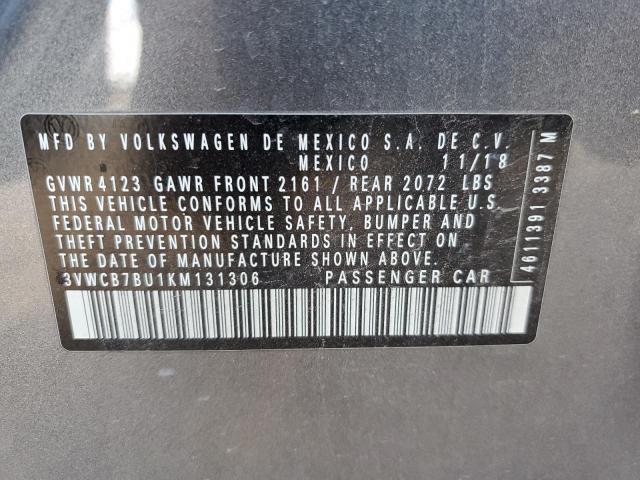 MFD BY VOLKSWAGEN DE MEXICO S.A. DE C.V.
MEXICO 11/18
GVWR 4123 GAWR FRONT 2161 / REAR 2072 LBS
THIS VEHICLE CONFORMS TO ALL APPLICABLE U.S.
FEDERAL MOTOR VEHICLE SAFETY, BUMPER AND
THEFT PREVENTION STANDARDS IN EFFECT ON
THE DATE OF MANUFACTURE SHOWN ABOVE.
3VWCB7BU1KM131306 PASSENGER CAR
4611391 3387 M